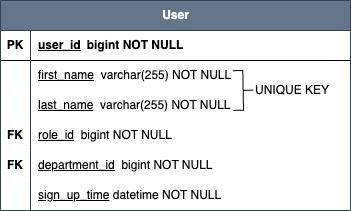 User
PK user_id bigint NOT NULL
first_name varchar(255) NOT NULL
UNIQUE KEY
last_name varchar(255) NOT NULL
FK role_id bigint NOT NULL
FK department_id bigint NOT NULL
sign_up_time datetime NOT NULL